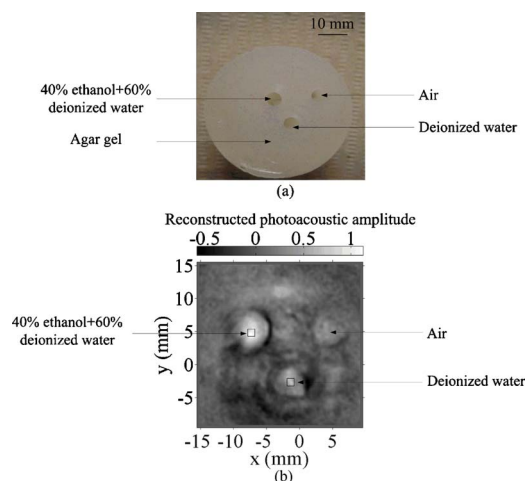 10 mm
40% ethanol+60%
deionized water
Air
Deionized water
Agar gel
(a)
Reconstructed photoacoustic amplitude
-0.5 0 0.5 1
15
10
5
0
-5
y (mm)
40% ethanol+60%
deionized water
Air
Deionized water
-15 -10 -5 0 5
x (mm)
(b)